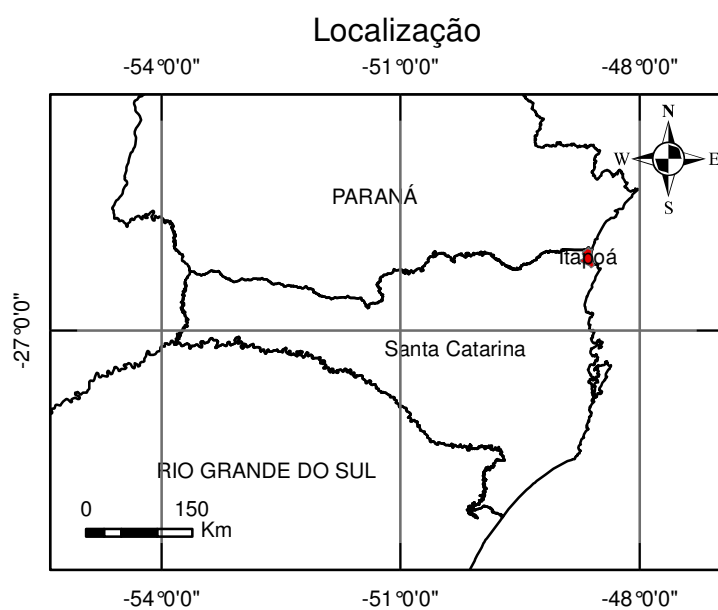 Localização
-54°0'0" -51°0'0" -48°0'0"
N
W E
S
PARANÁ
Itapoá
-27°0'0"
Santa Catarina
RIO GRANDE DO SUL
0 150
Km
-54°0'0" -51°0'0" -48°0'0"